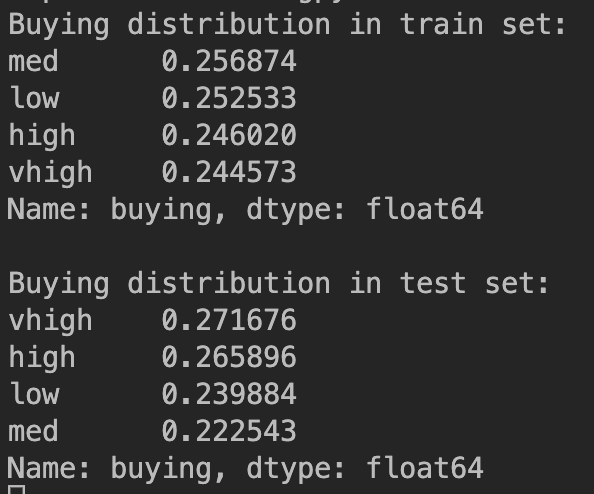 Buying distribution in train set:
med 0.256874
low 0.252533
high 0.246020
vhigh 0.244573
Name: buying, dtype: float64
Buying distribution in test set:
vhigh 0.271676
high 0.265896
low 0.239884
med 0.222543
Name: buying, dtype: float64